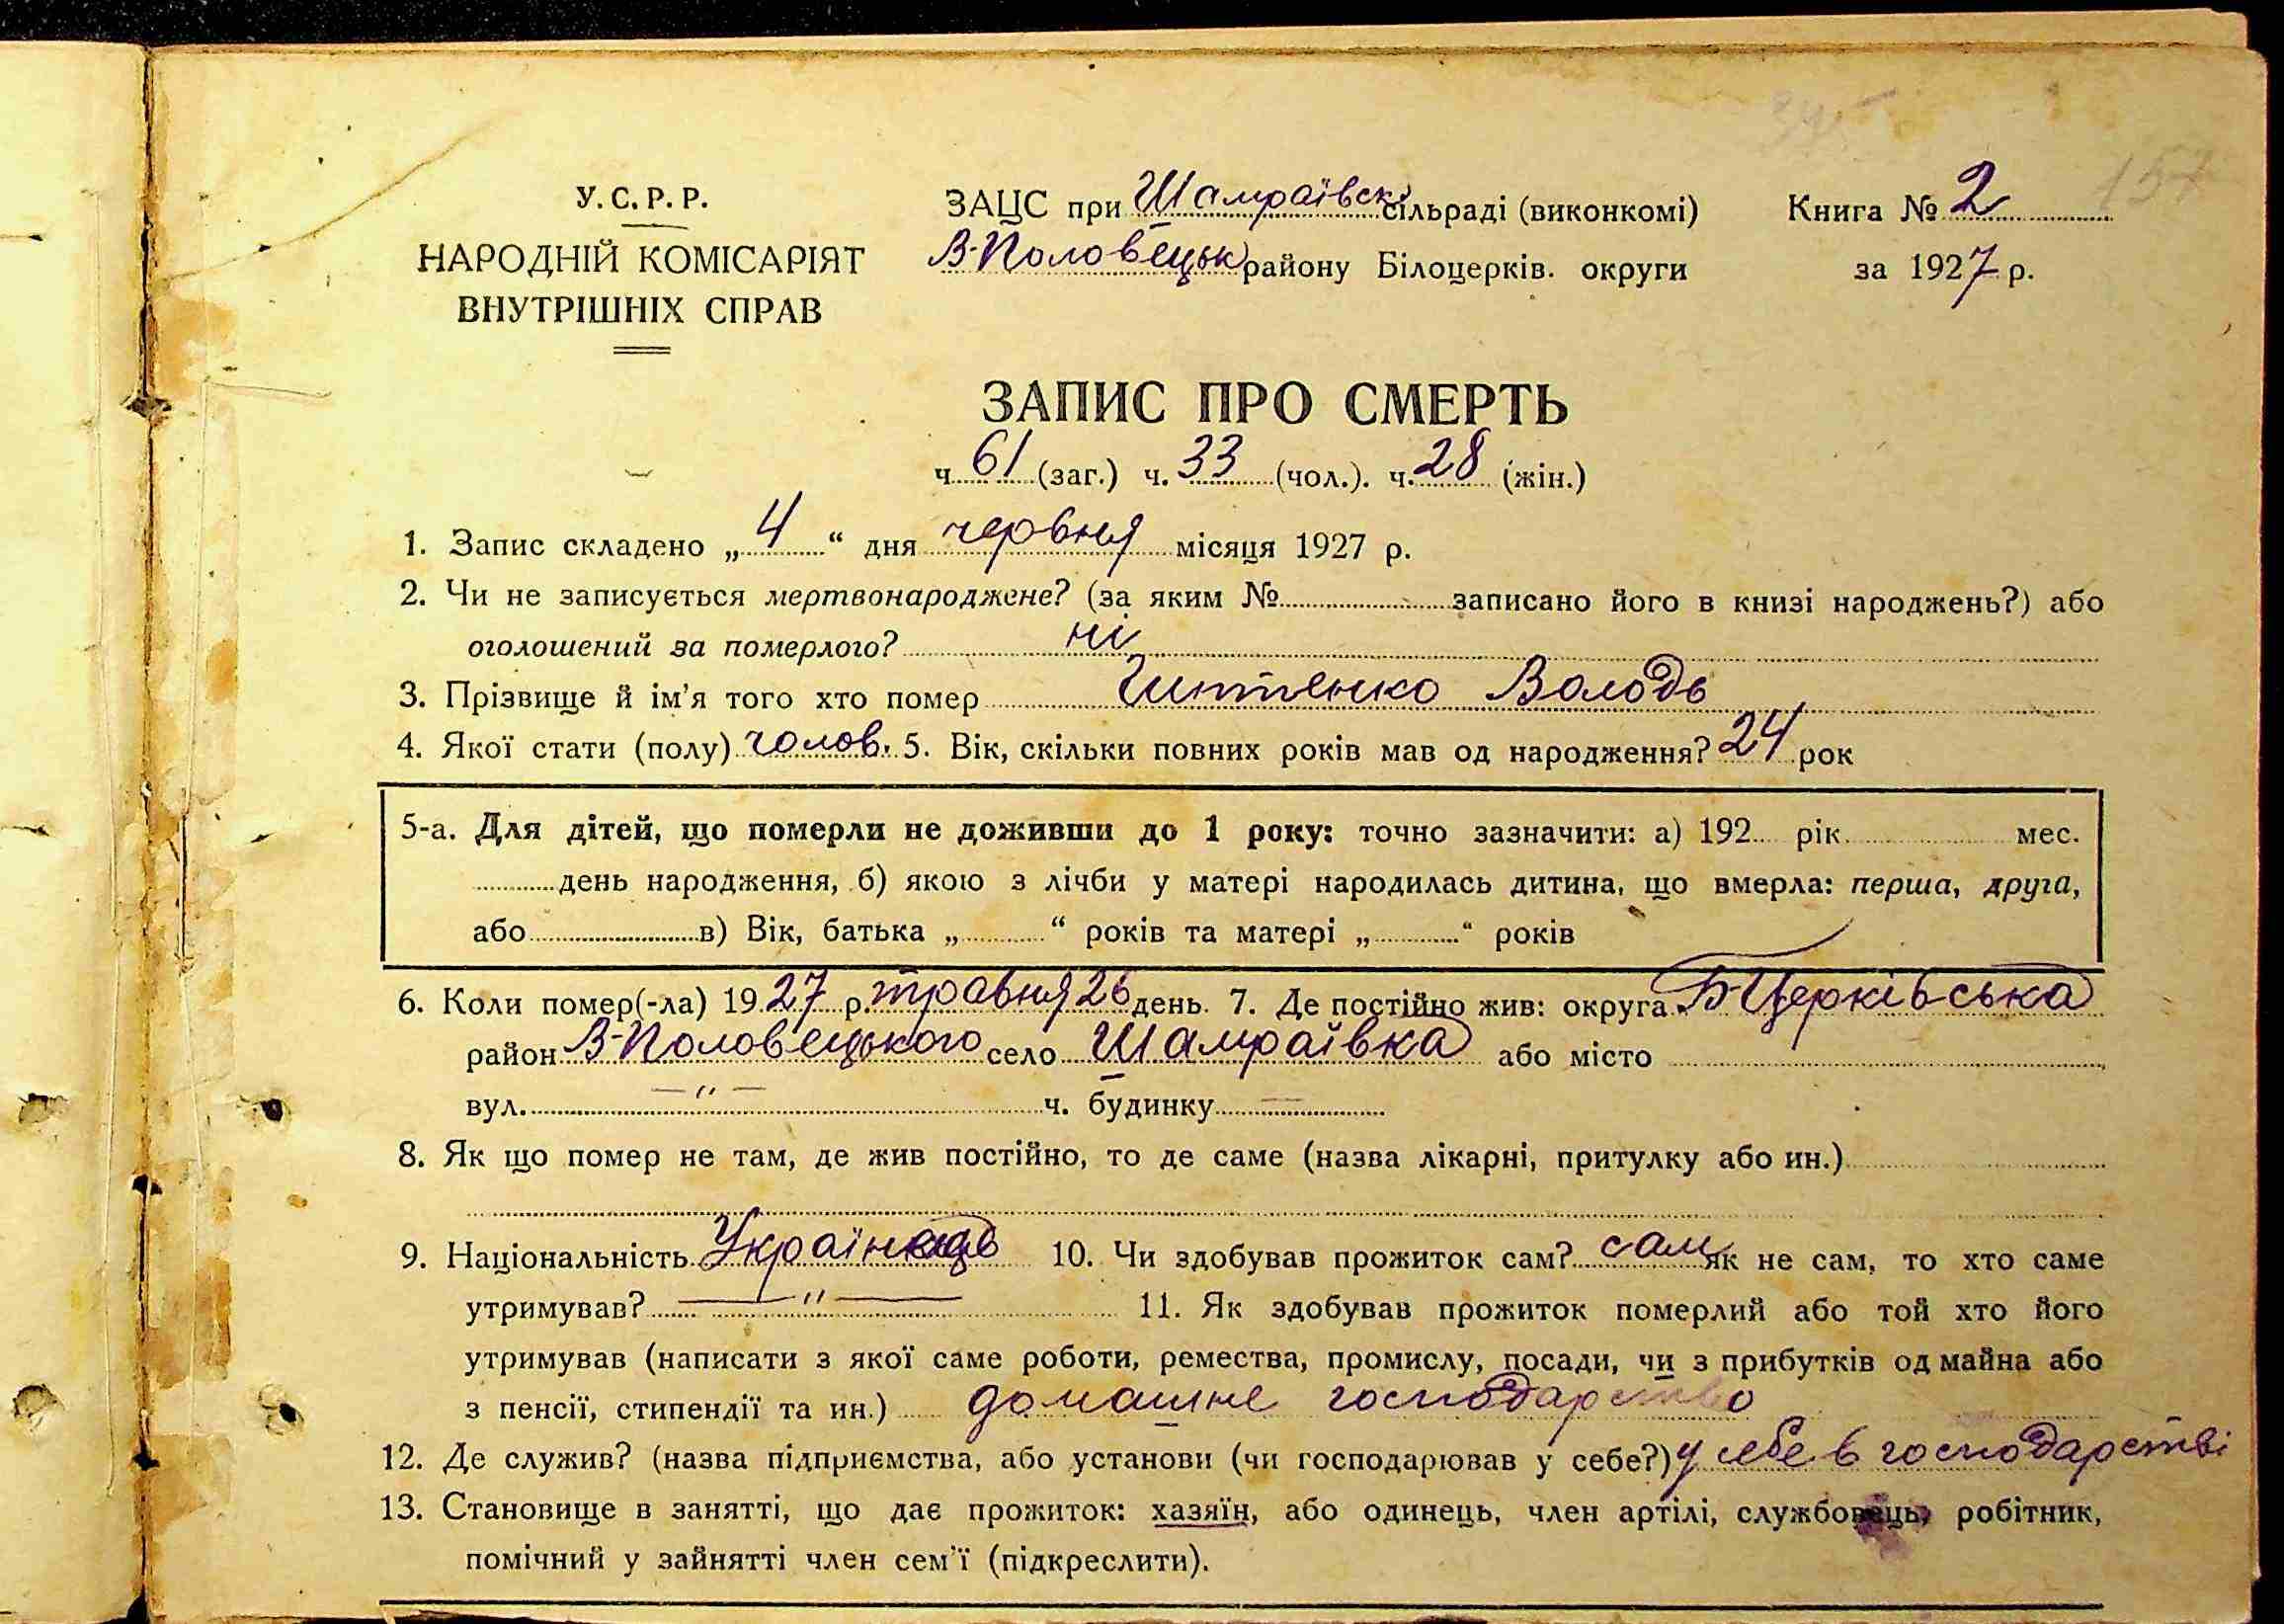 157
У.С.Р.Р.
НАРОДНІЙ КОМІСАРІЯТ
ВНУТРІШНІХ СПРАВ
ЗАЦС при Шамраївск сільраді (виконкомі)
В-Половецьк району Білоцерків. округи
Книга № 2
за 1927 р.
ЗАПИС ПРО СМЕРТЬ
ч. 61 (заг.) ч. 33 (чол.). ч. 28 (жін.)
1. Запис складено „ 4 “ дня червня місяця 1927 р.
2. Чи не записується мертвонароджене? (за яким № записано його в книзі народжень?) або
оголошений за померлого? ні
3. Прізвище й ім'я того хто помер Володь
4. Якої стати (полу) чолов. 5. Вік, скільки повних років мав од народження? 24 рок
5-а. Для дітей, що померли не доживши до 1 року: точно зазначити: а) 192 рік мес.
день народження, б) якою з лічби у матері народилась дитина, що вмерла: перша, друга,
або в) Вік, батька „ “ років та матері „ “ років
6. Коли помер(-ла) 1927 р. травня 26 день. 7. Де постійно жив: округа Б-Церківська
район В-Половецького село Шамраївка або місто
вул. — „ — ч. будинку —
8. Як що помер не там, де жив постійно, то де саме (назва лікарні, притулку або ин.)
9. Національність Українець 10. Чи здобував прожиток сам? сам як не сам, то хто саме
утримував? — „ — 11. Як здобував прожиток померлий або той хто його
утримував (написати з якої саме роботи, ремества, промислу, посади, чи з прибутків од майна або
з пенсії, стипендії та ин.) домашнє господарство
12. Де служив? (назва підприємства, або установи (чи господарював у себе?) у себе в господарстві
13. Становище в занятті, що дає прожиток: хазяїн, або одинець, член артілі, службовець, робітник,
помічний у зайнятті член сем'ї (підкреслити).